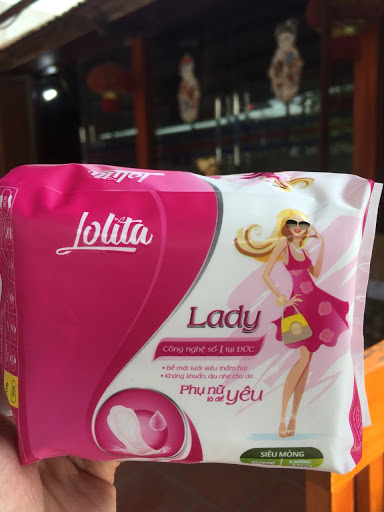 Lolita
Lolita
Lady
Công nghệ số 1 tại ĐỨC
• Bề mặt lưới siêu thấm hút
• Kháng khuẩn, dịu nhẹ cho da
Phụ nữ
là để yêu
SIÊU MỎNG